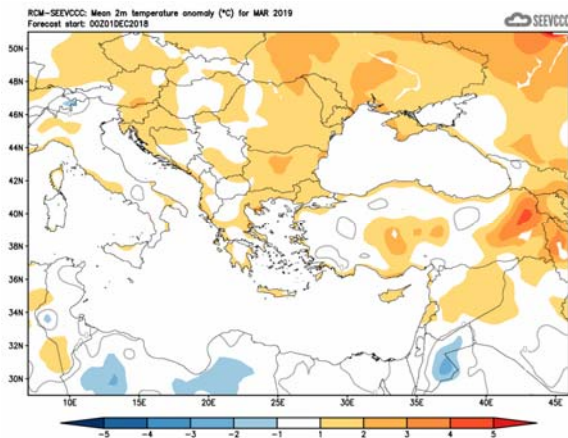 RCM-SEEVCCC: Mean 2m temperature anomaly (°C) for MAR 2019
Forecast start: 00Z01DEC2018
SEEVCCC
50N
48N
46N
44N
42N
40N
38N
36N
34N
32N
30N
10E 15E 20E 25E 30E 35E 40E 45E
-5 -4 -3 -2 -1 1 2 3 4 5